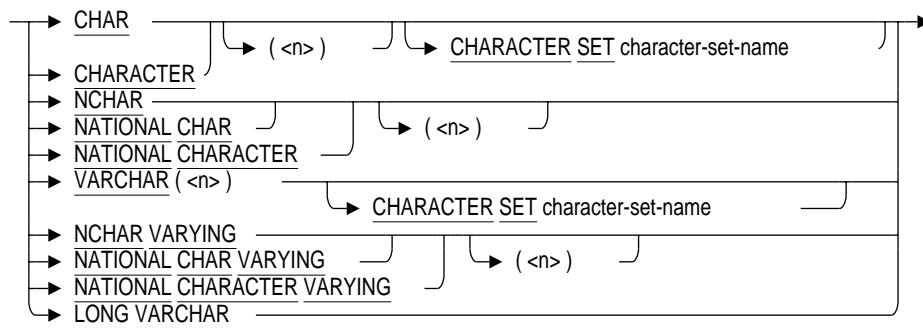 CHAR
( <n> )
CHARACTER SET character-set-name
CHARACTER
NCHAR
NATIONAL CHAR
( <n> )
NATIONAL CHARACTER
VARCHAR ( <n> )
CHARACTER SET character-set-name
NCHAR VARYING
NATIONAL CHAR VARYING
( <n> )
NATIONAL CHARACTER VARYING
LONG VARCHAR